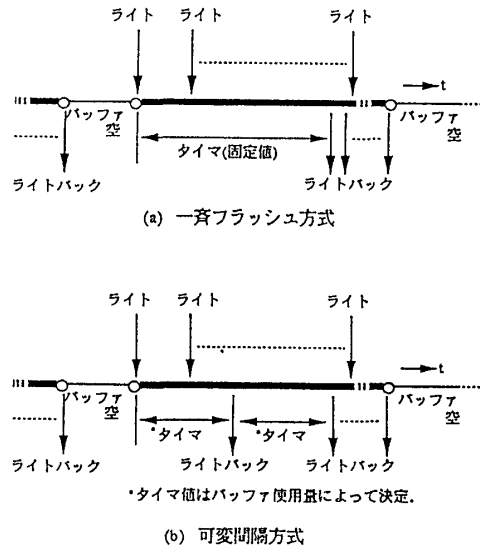 ライト ライト ライト
t
バッファ空 バッファ空
タイマ(固定値)
ライトバック ライトバック
(a) 一斉フラッシュ方式
ライト ライト ライト
t
バッファ空 バッファ空
*タイマ *タイマ
ライトバック ライトバック ライトバック
*タイマ値はバッファ使用量によって決定.
(b) 可変間隔方式